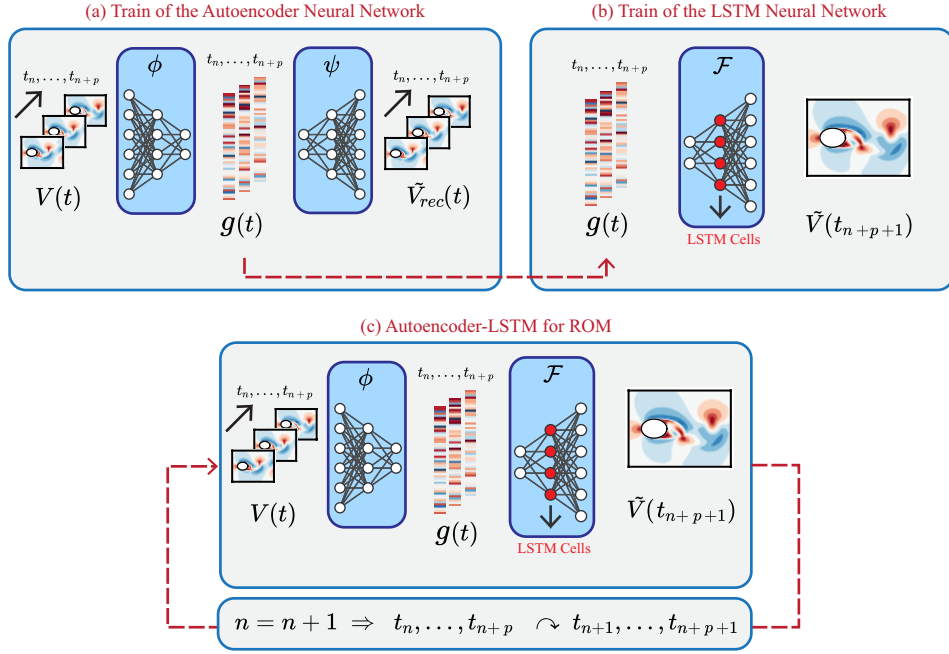 (a) Train of the Autoencoder Neural Network
t_n, . . . , t_{n+p}
ϕ
t_n, . . . , t_{n+p}
ψ
t_n, . . . , t_{n+p}
V(t)
g(t)
Ṽ_{rec}(t)
(b) Train of the LSTM Neural Network
t_n, . . . , t_{n+p}
ℱ
LSTM Cells
g(t)
Ṽ(t_{n+p+1})
(c) Autoencoder-LSTM for ROM
t_n, . . . , t_{n+p}
ϕ
t_n, . . . , t_{n+p}
ℱ
V(t)
g(t)
LSTM Cells
Ṽ(t_{n+p+1})
n = n + 1 ⇒ t_n, . . . , t_{n+p} ↷ t_{n+1}, . . . , t_{n+p+1}